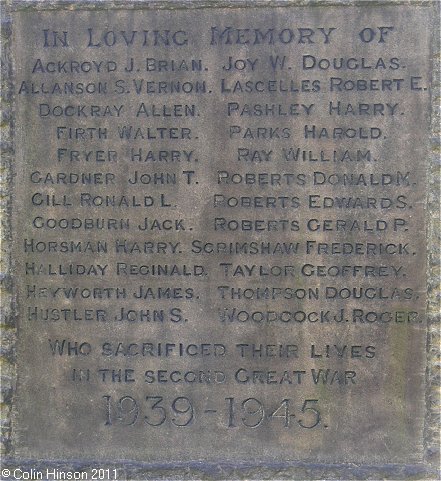 IN LOVING MEMORY OF
ACKROYD J. BRIAN. JOY W. DOUGLAS.
ALLANSON S. VERNON. LASCELLES ROBERT E.
DOCKRAY ALLEN. PASHLEY HARRY.
FIRTH WALTER. PARKS HAROLD.
FRYER HARRY. RAY WILLIAM.
GARDNER JOHN T. ROBERTS DONALD M.
GILL RONALD L. ROBERTS EDWARD S.
GOODBURN JACK. ROBERTS GERALD P.
HORSMAN HARRY. SCRIMSHAW FREDERICK.
HALLIDAY REGINALD. TAYLOR GEOFFREY.
HEYWORTH JAMES. THOMPSON DOUGLAS.
HUSTLER JOHN S. WOODCOCK J. ROGER.
WHO SACRIFICED THEIR LIVES
IN THE SECOND GREAT WAR
1939-1945.
©Colin Hinson 2011